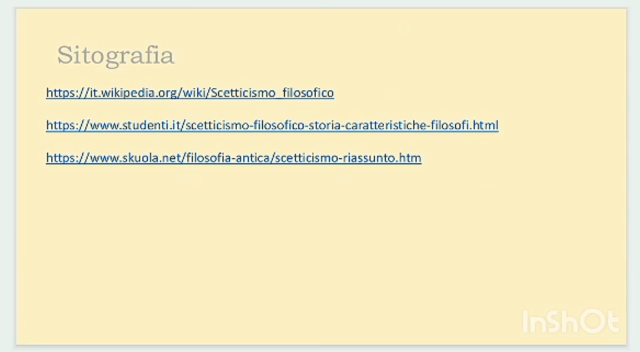 Sitografia
https://it.wikipedia.org/wiki/Scetticismo_filosofico
https://www.studenti.it/scetticismo-filosofico-storia-caratteristiche-filosofi.html
https://www.skuola.net/filosofia-antica/scetticismo-riassunto.htm
InShOt